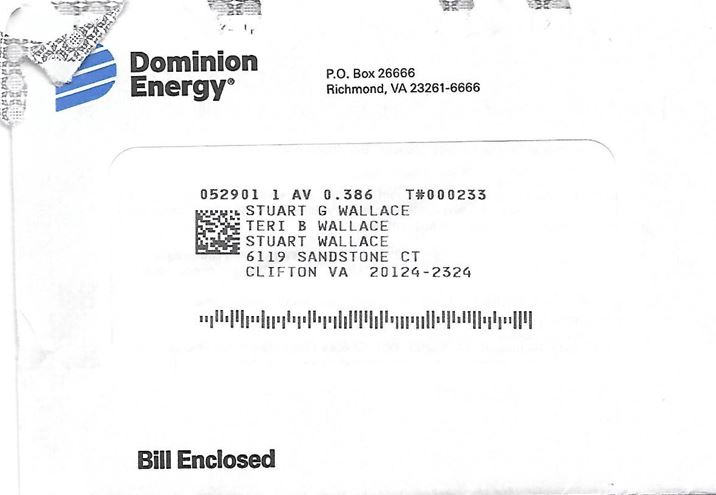 Dominion
Energy®
P.O. Box 26666
Richmond, VA 23261-6666
052901 1 AV 0.386 T#000233
STUART G WALLACE
TERI B WALLACE
STUART WALLACE
6119 SANDSTONE CT
CLIFTON VA 20124-2324
Bill Enclosed